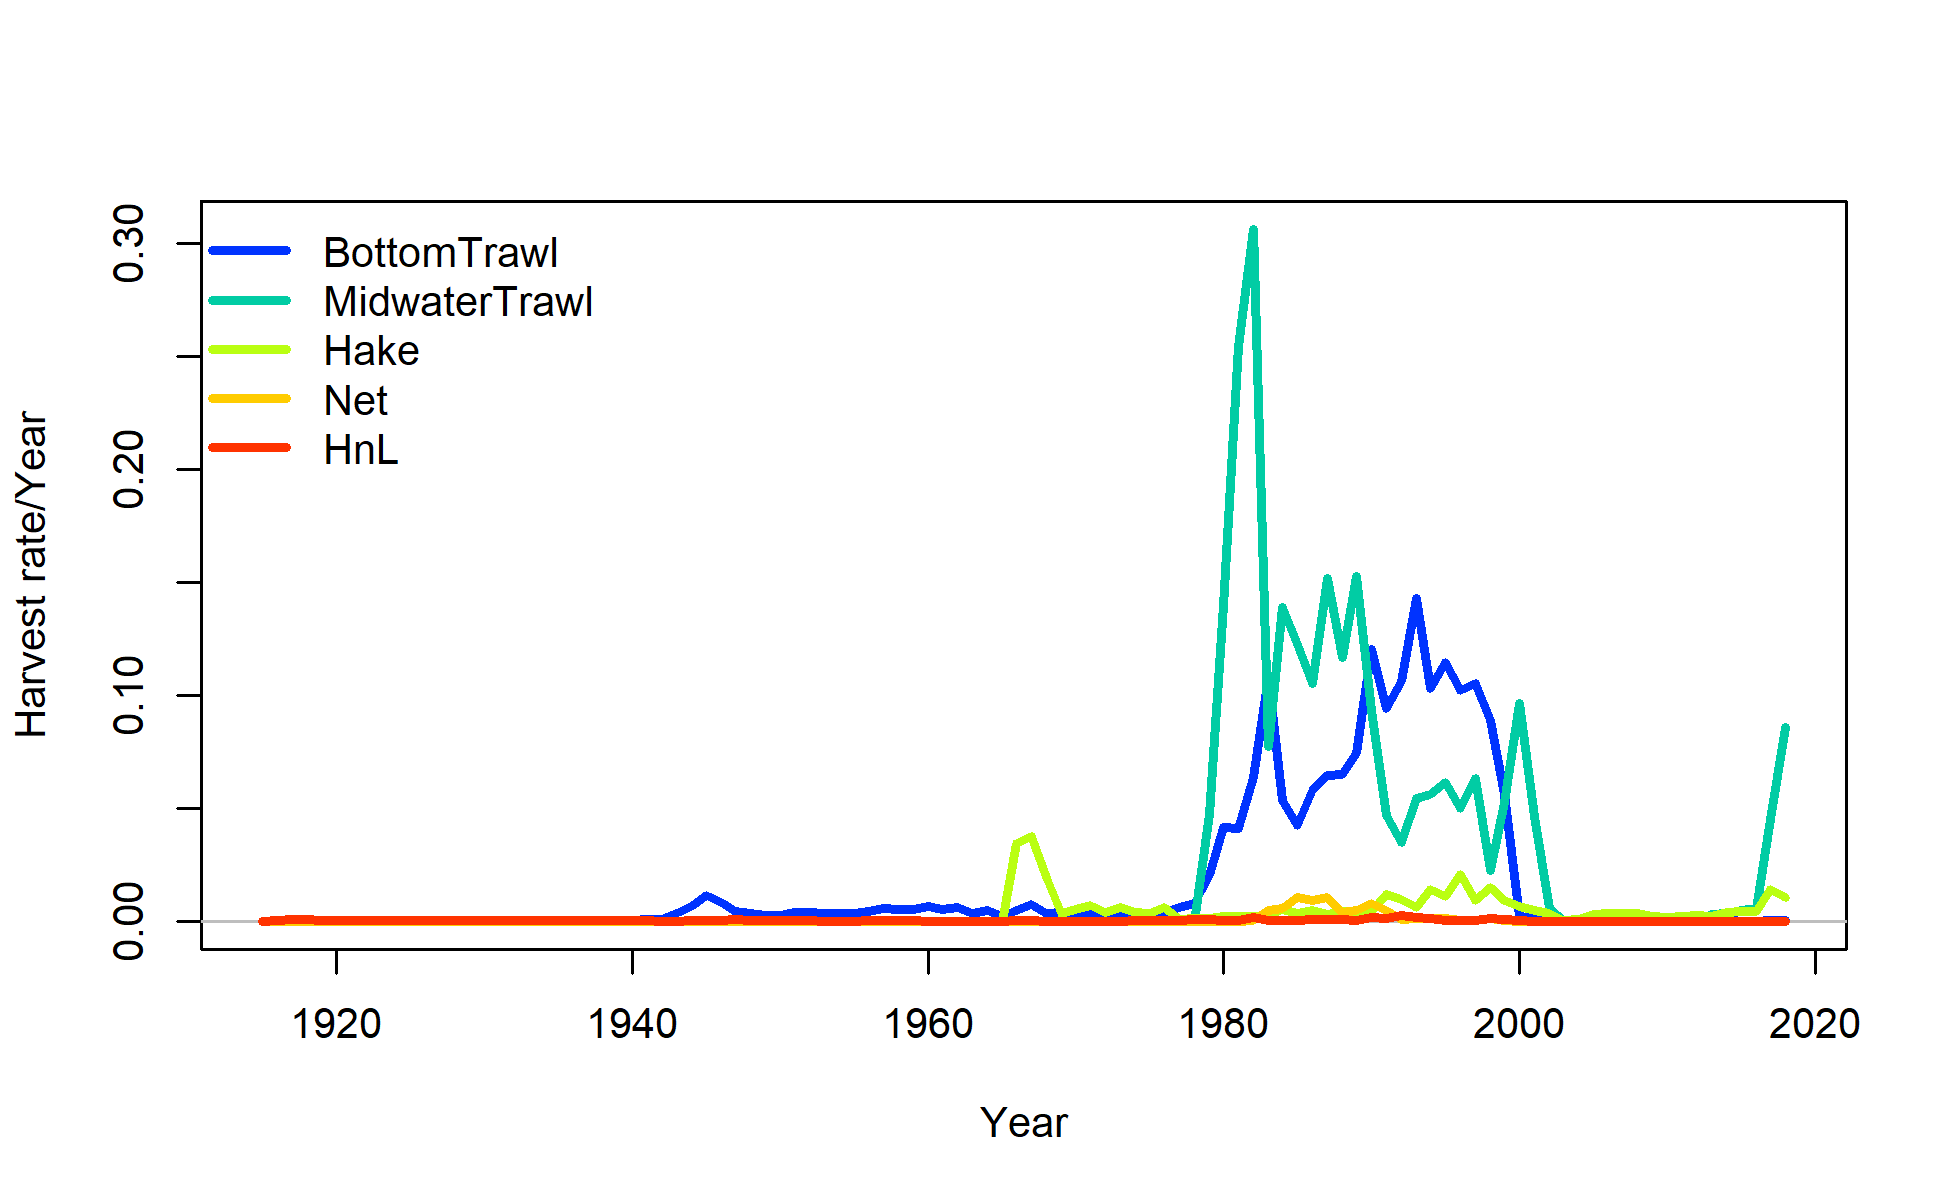 BottomTrawl
MidwaterTrawl
Hake
Net
HnL
Harvest rate/Year
0.30
0.20
0.10
0.00
1920 1940 1960 1980 2000 2020
Year